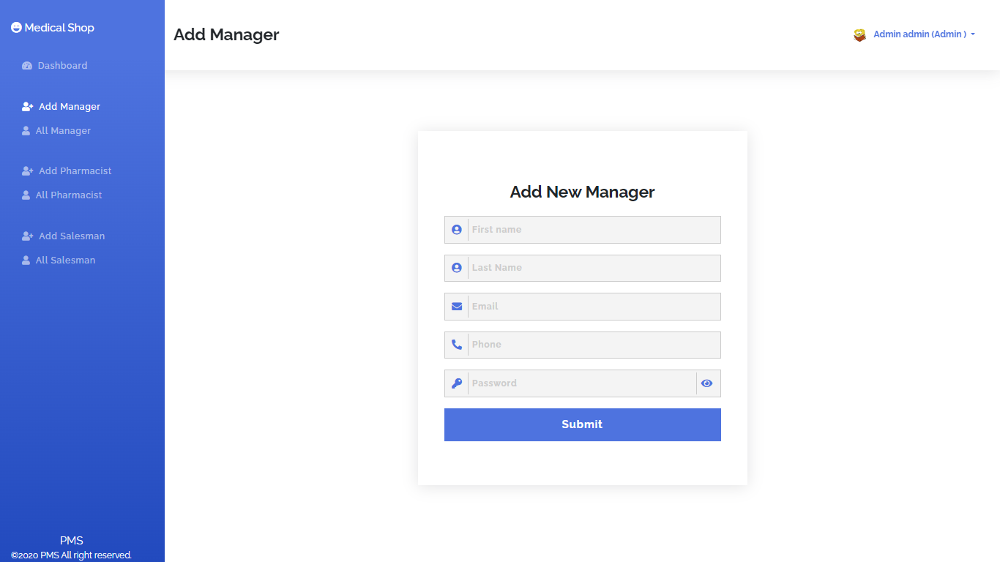 Medical Shop
Dashboard
Add Manager
All Manager
Add Pharmacist
All Pharmacist
Add Salesman
All Salesman
PMS
©2020 PMS All right reserved.
Add Manager
Admin admin (Admin )
Add New Manager
First name
Last Name
Email
Phone
Password
Submit